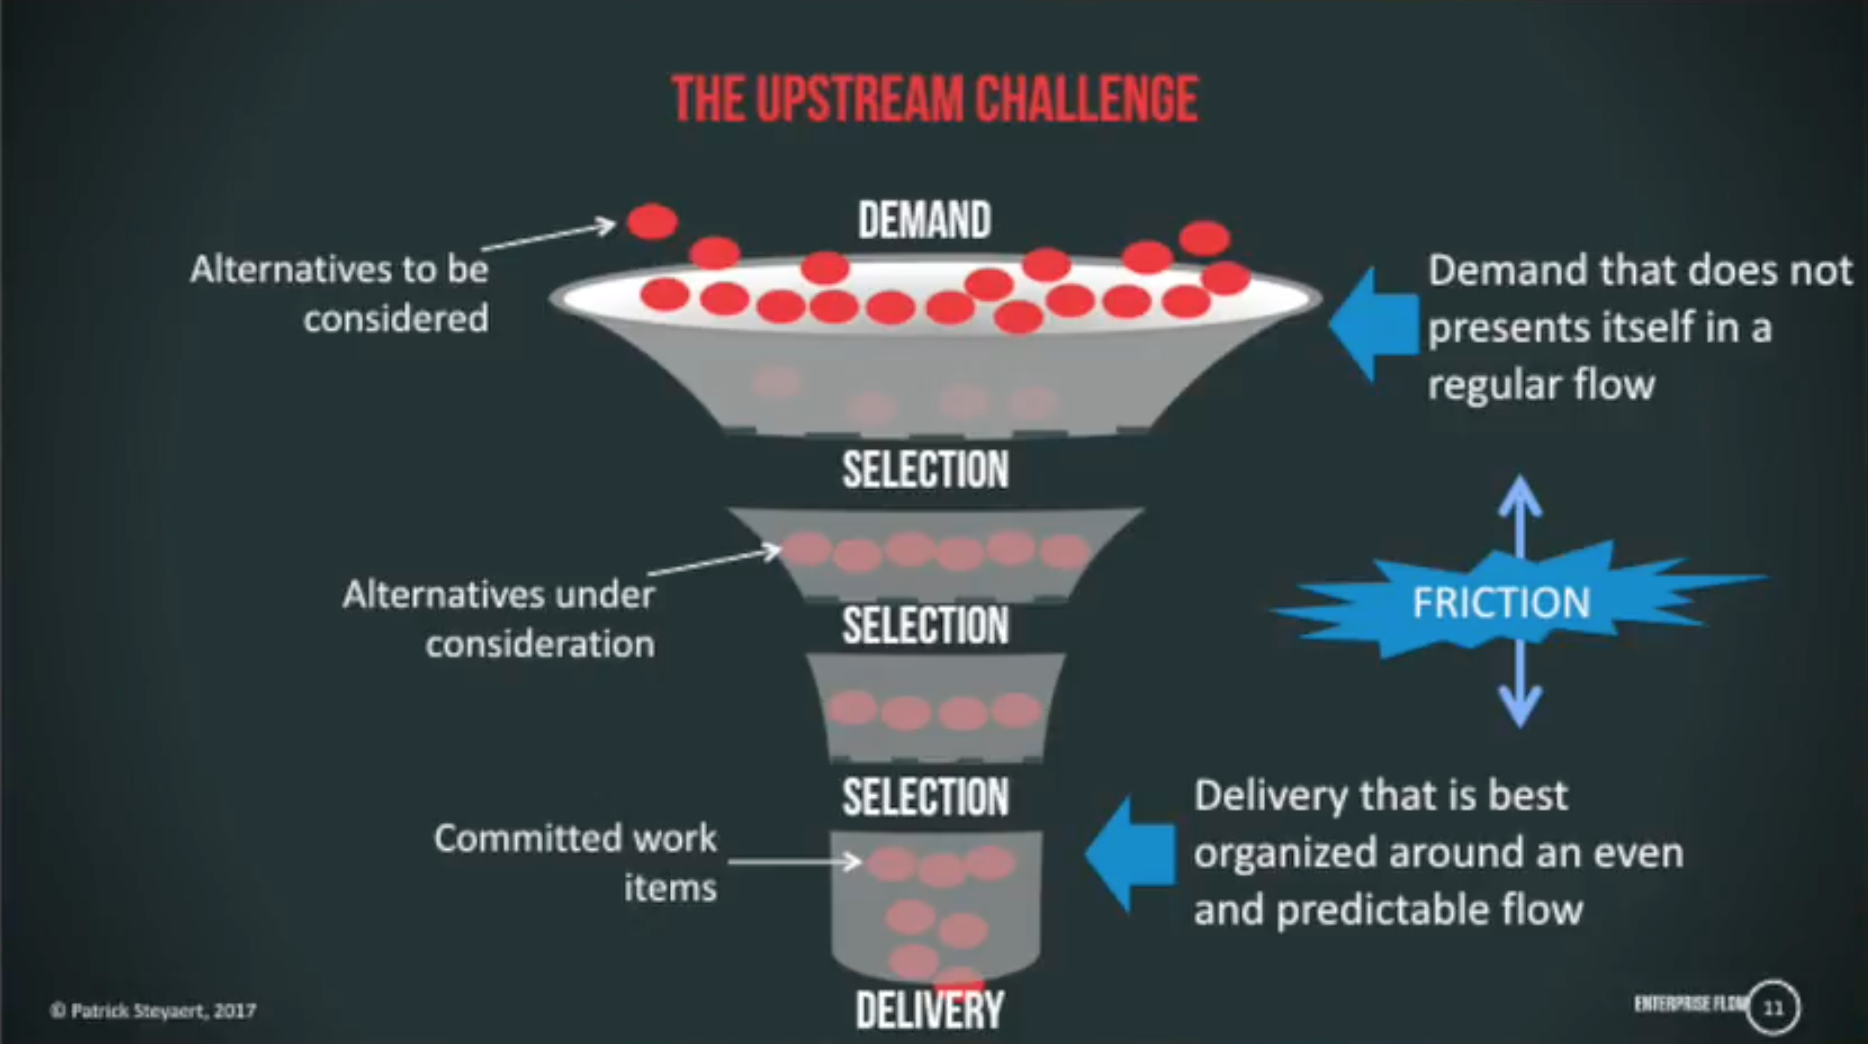 THE UPSTREAM CHALLENGE
DEMAND
Alternatives to be
considered
Demand that does not
presents itself in a
regular flow
SELECTION
Alternatives under
consideration
SELECTION
FRICTION
SELECTION
Committed work
items
Delivery that is best
organized around an even
and predictable flow
DELIVERY
© Patrick Steyaert, 2017
ENTERPRISE FLOW
11